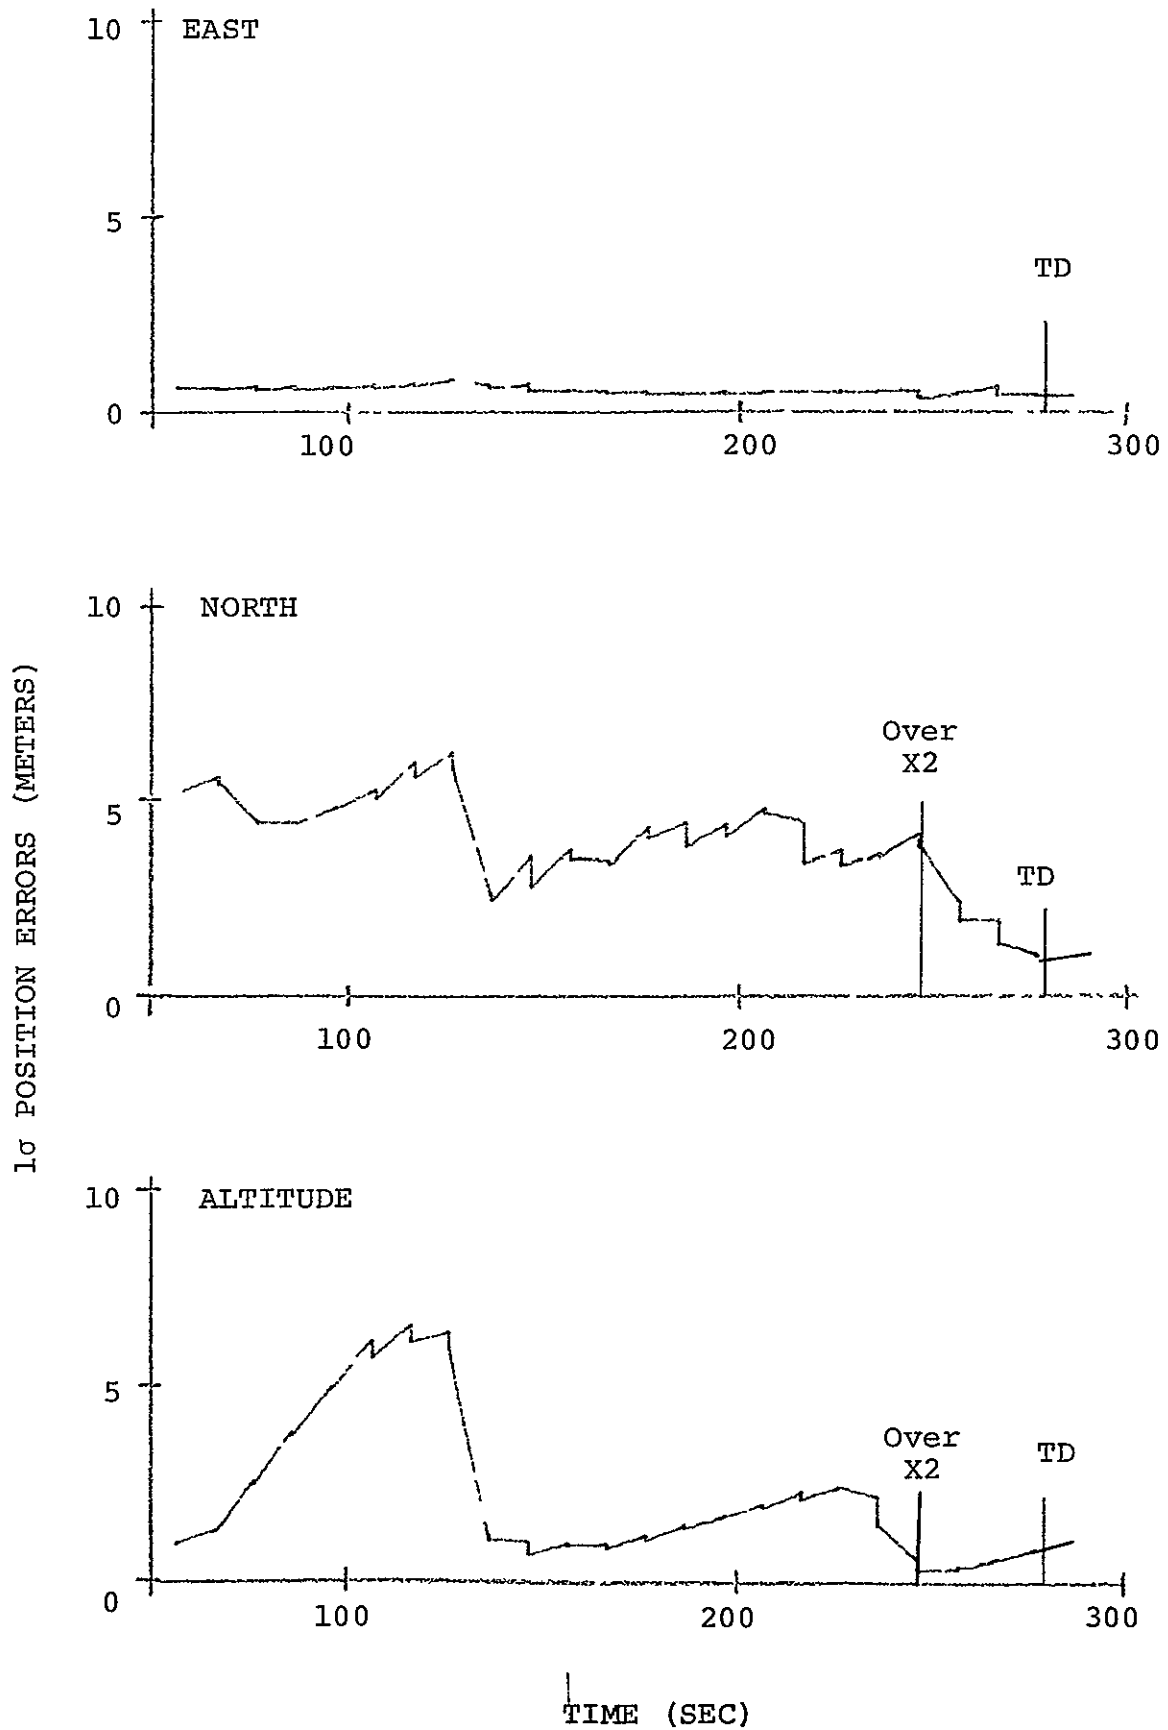 10 EAST
5
TD
0
100 200 300
10 NORTH
Over
X2
5
TD
0
100 200 300
1σ POSITION ERRORS (METERS)
10 ALTITUDE
5
Over
X2
TD
0
100 200 300
TIME (SEC)